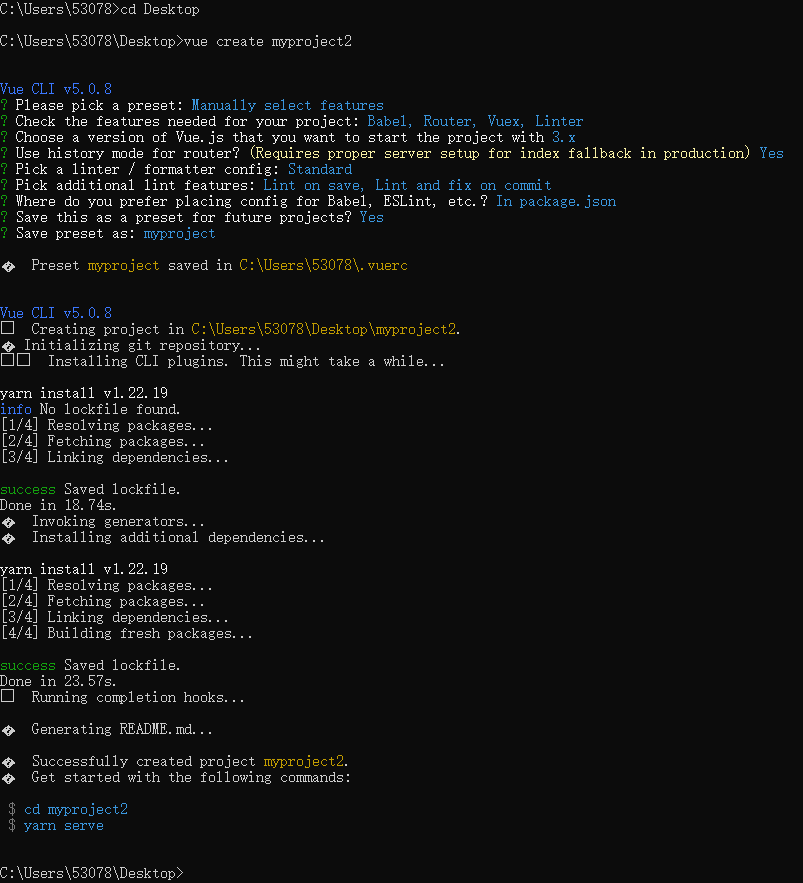 C:\Users\53078>cd Desktop
C:\Users\53078\Desktop>vue create myproject2
Vue CLI v5.0.8
? Please pick a preset: Manually select features
? Check the features needed for your project: Babel, Router, Vuex, Linter
? Choose a version of Vue.js that you want to start the project with 3.x
? Use history mode for router? (Requires proper server setup for index fallback in production) Yes
? Pick a linter / formatter config: Standard
? Pick additional lint features: Lint on save, Lint and fix on commit
? Where do you prefer placing config for Babel, ESLint, etc.? In package.json
? Save this as a preset for future projects? Yes
? Save preset as: myproject
� Preset myproject saved in C:\Users\53078\.vuerc
Vue CLI v5.0.8
□ Creating project in C:\Users\53078\Desktop\myproject2.
� Initializing git repository...
□□ Installing CLI plugins. This might take a while...
yarn install v1.22.19
info No lockfile found.
[1/4] Resolving packages...
[2/4] Fetching packages...
[3/4] Linking dependencies...
success Saved lockfile.
Done in 18.74s.
� Invoking generators...
� Installing additional dependencies...
yarn install v1.22.19
[1/4] Resolving packages...
[2/4] Fetching packages...
[3/4] Linking dependencies...
[4/4] Building fresh packages...
success Saved lockfile.
Done in 23.57s.
□ Running completion hooks...
� Generating README.md...
� Successfully created project myproject2.
� Get started with the following commands:
$ cd myproject2
$ yarn serve
C:\Users\53078\Desktop>